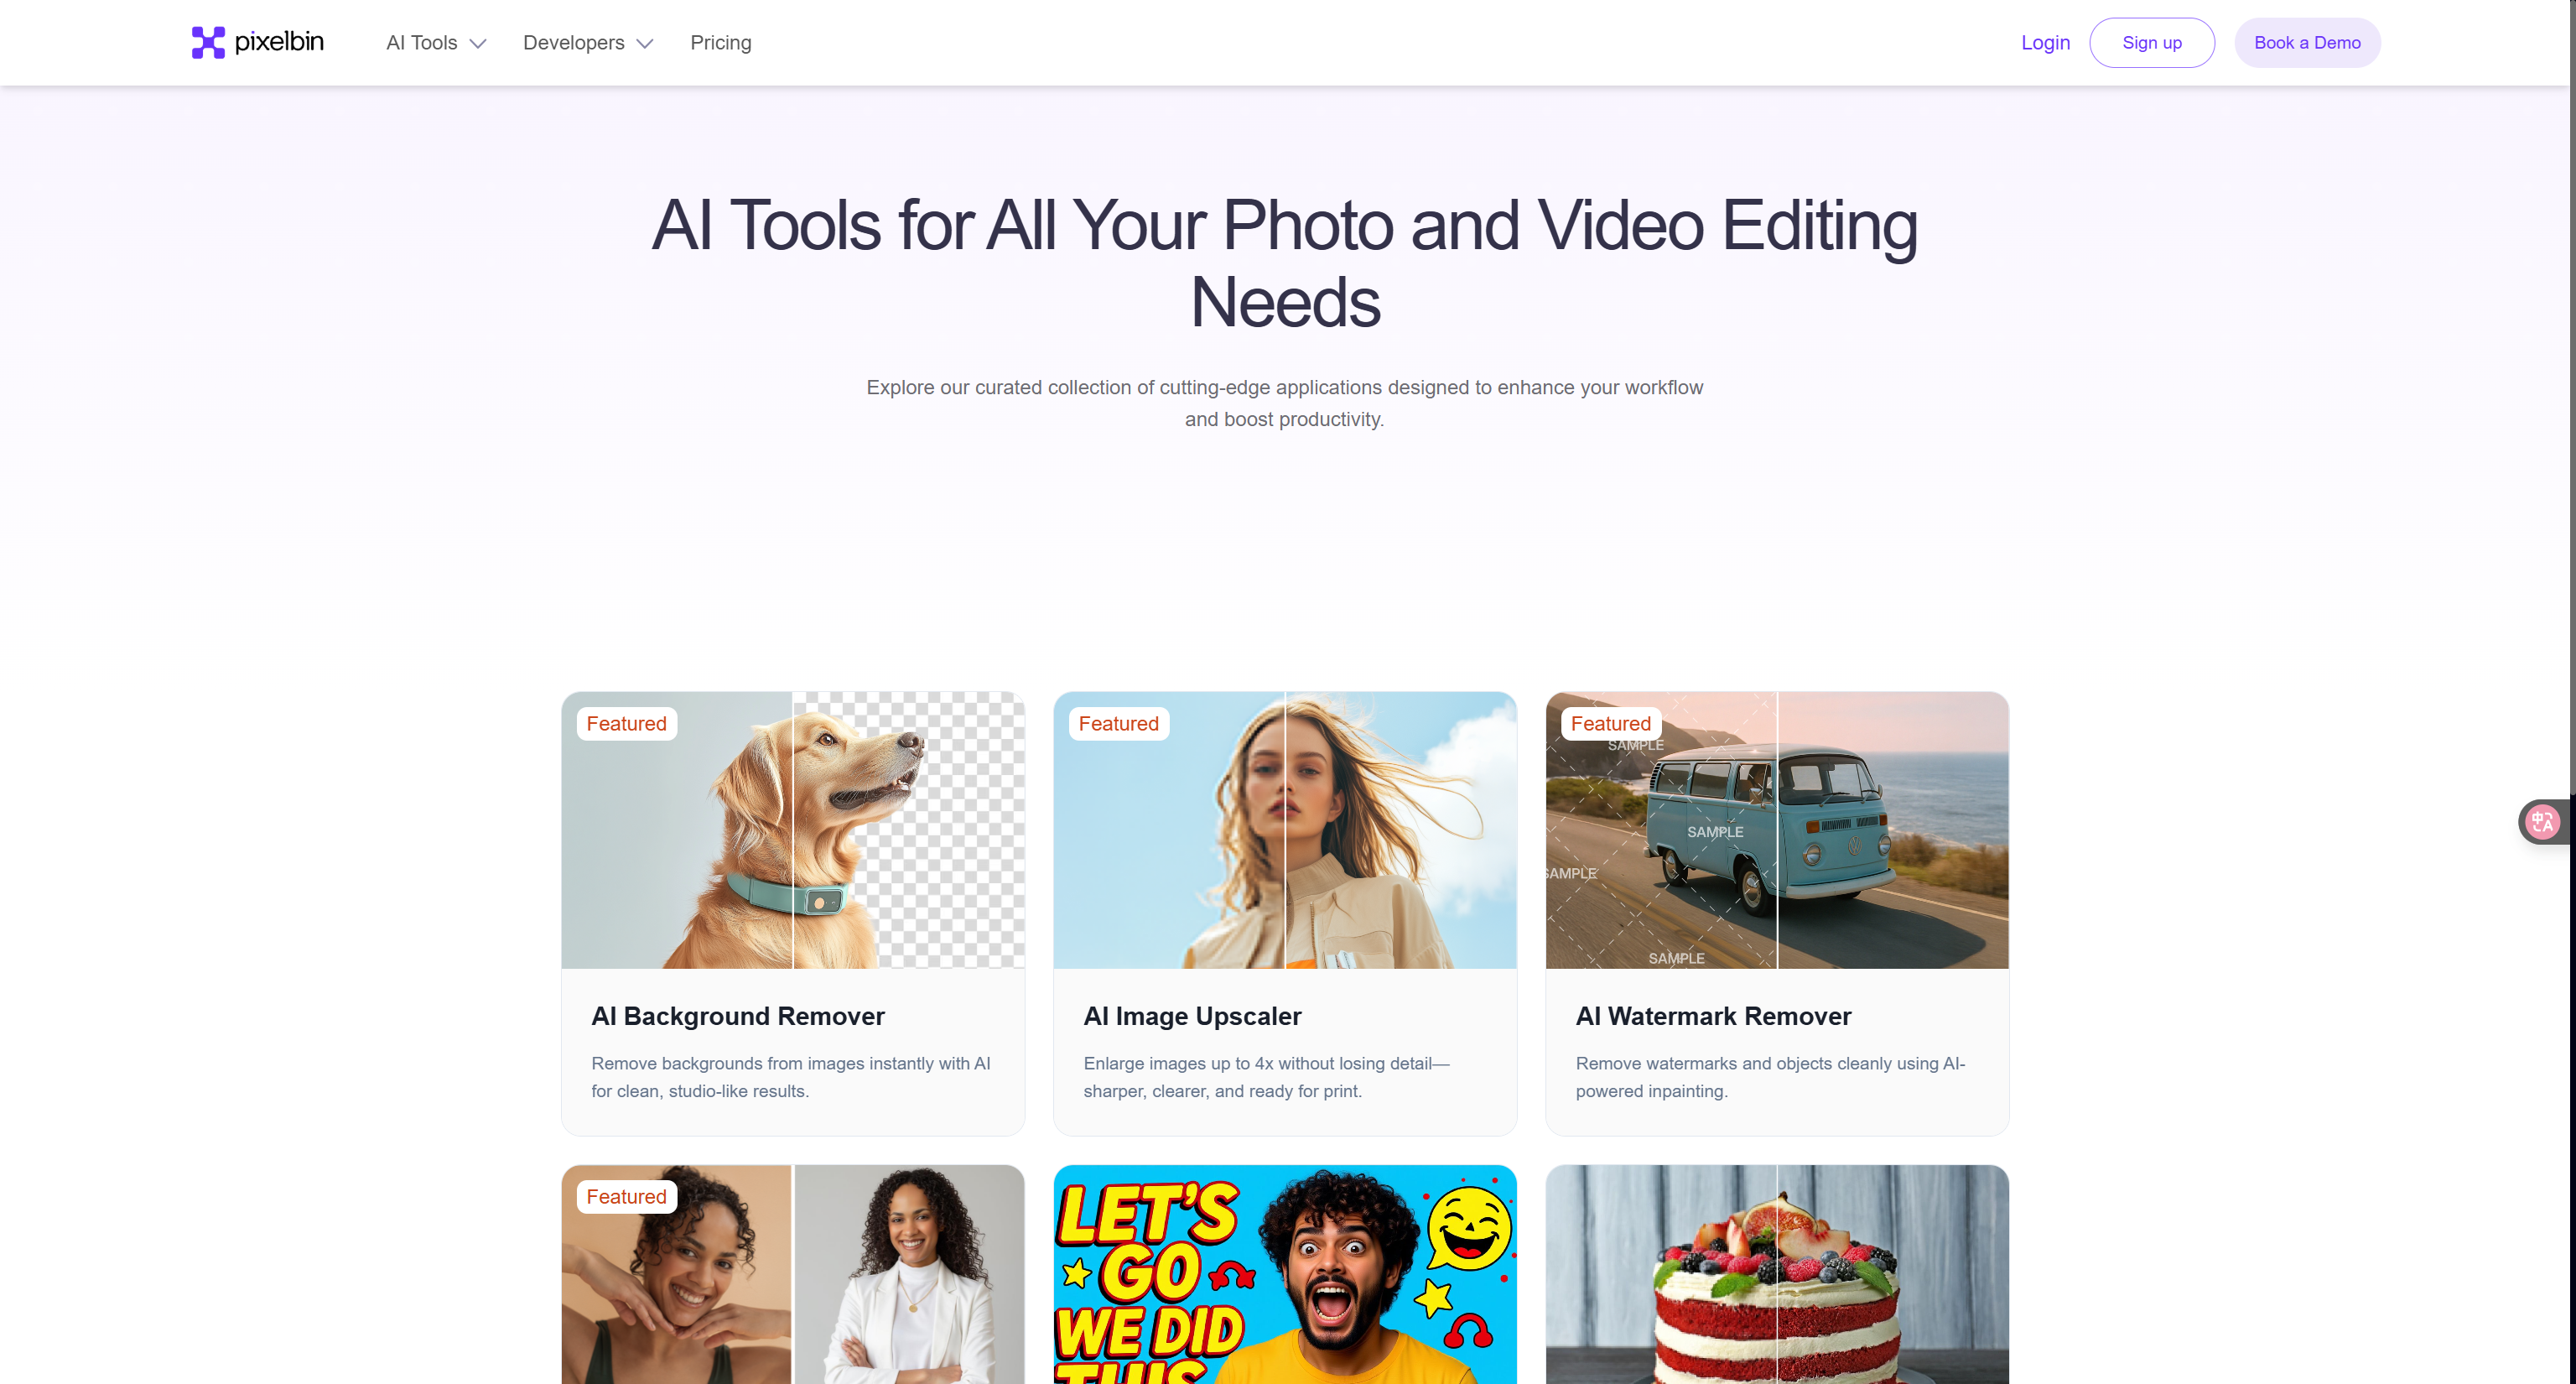 pixelbin
AI Tools
Developers
Pricing
Login
Sign up
Book a Demo
AI Tools for All Your Photo and Video Editing
Needs
Explore our curated collection of cutting-edge applications designed to enhance your workflow
and boost productivity.
Featured
Featured
Featured
SAMPLE
SAMPLE
SAMPLE
SAMPLE
中A
AI Background Remover
Remove backgrounds from images instantly with AI
for clean, studio-like results.
AI Image Upscaler
Enlarge images up to 4x without losing detail—
sharper, clearer, and ready for print.
AI Watermark Remover
Remove watermarks and objects cleanly using AI-
powered inpainting.
Featured
LET'S
GO
WE DID
THIS